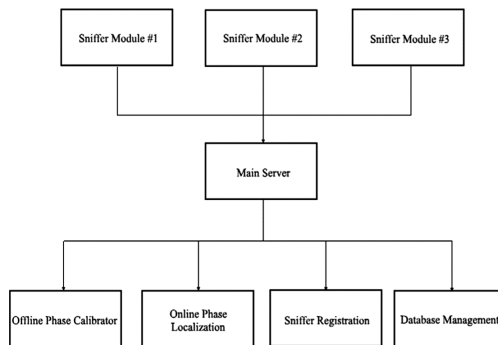 Sniffer Module #1
Sniffer Module #2
Sniffer Module #3
Main Server
Offline Phase Calibrator
Online Phase
Localization
Sniffer Registration
Database Management